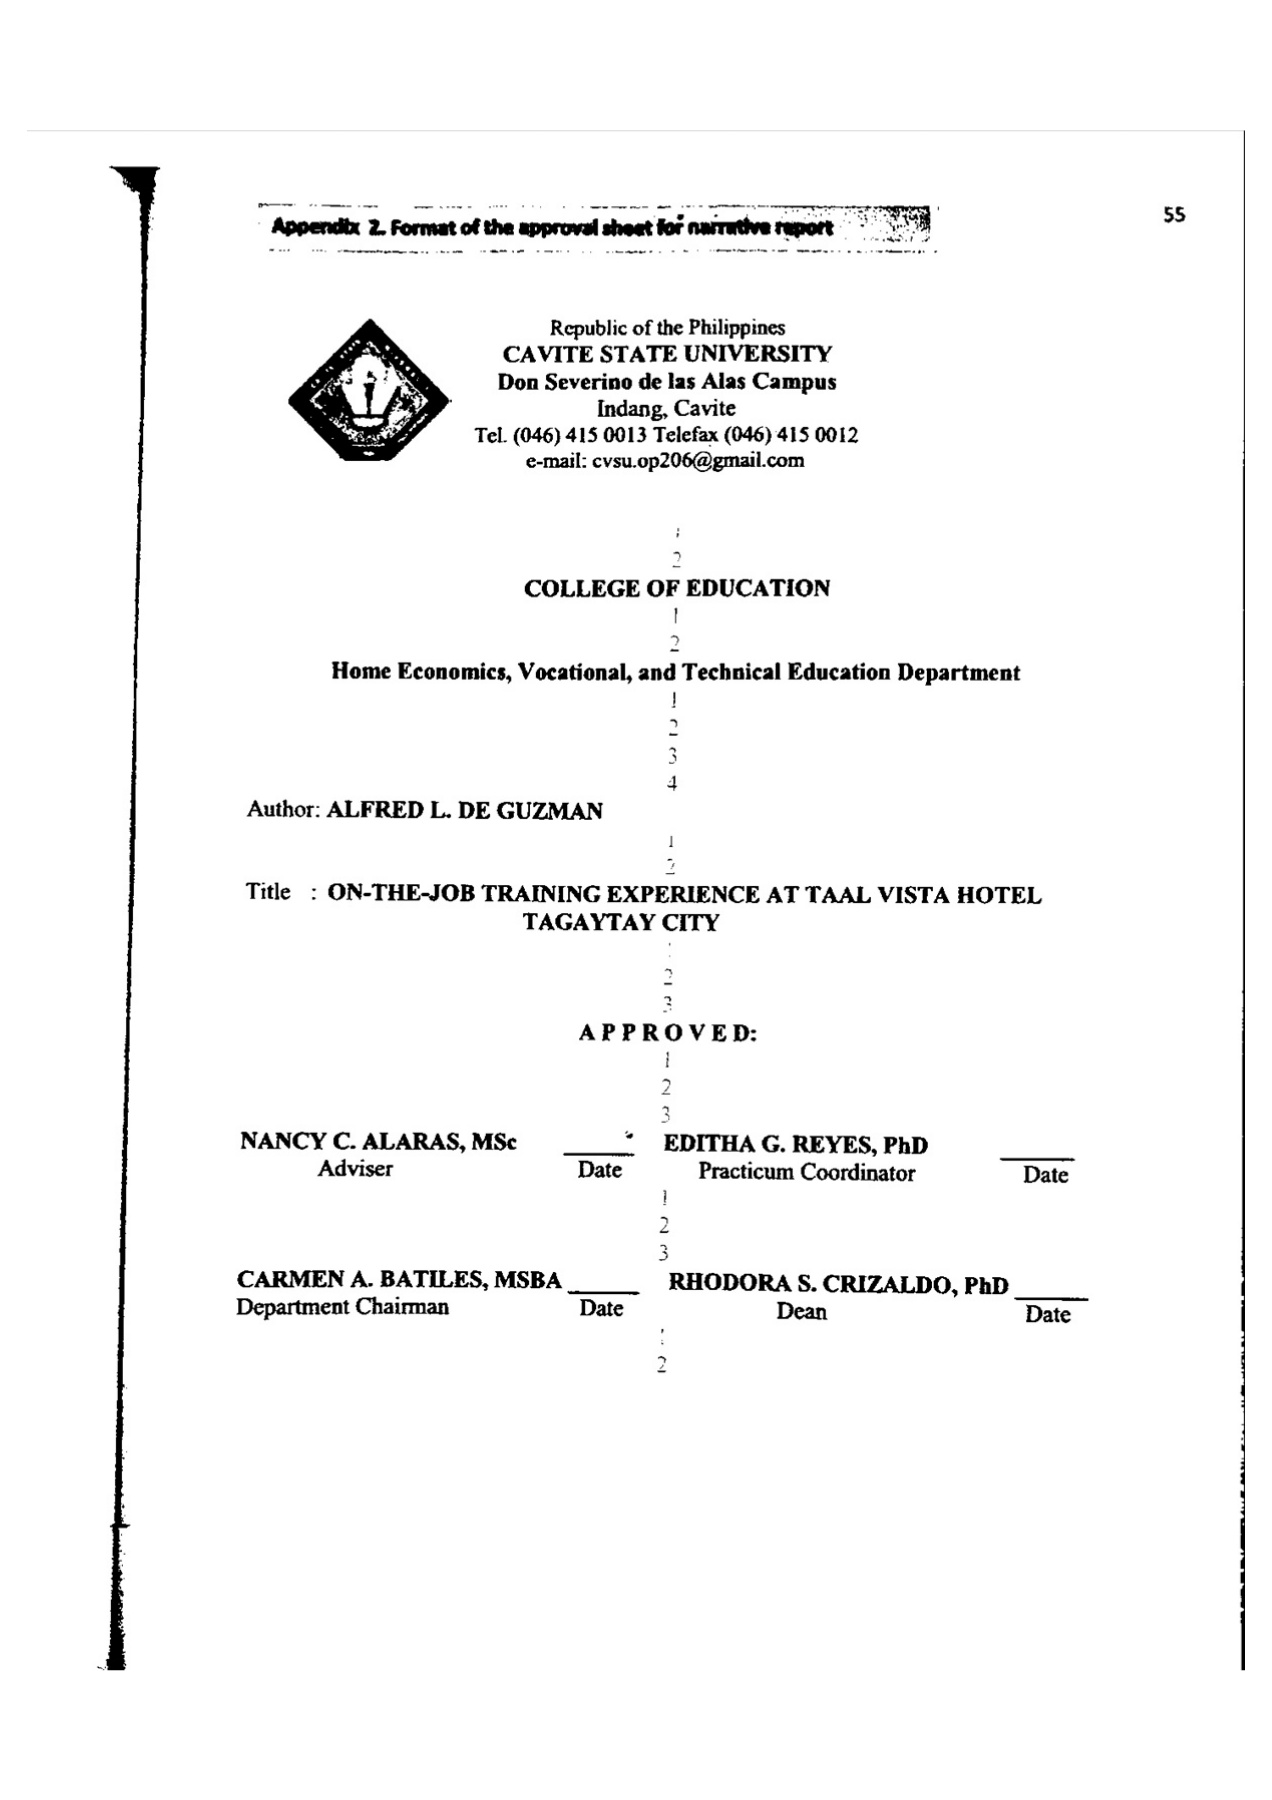 55
Appendix 2. Format of the approval sheet for narrative report
Republic of the Philippines
CAVITE STATE UNIVERSITY
Don Severino de las Alas Campus
Indang, Cavite
Tel. (046) 415 0013 Telefax (046) 415 0012
e-mail: cvsu.op206@gmail.com
1
2
COLLEGE OF EDUCATION
1
2
Home Economics, Vocational, and Technical Education Department
1
2
3
4
Author: ALFRED L. DE GUZMAN
1
2
Title : ON-THE-JOB TRAINING EXPERIENCE AT TAAL VISTA HOTEL
TAGAYTAY CITY
2
3
A P P R O V E D:
1
2
3
NANCY C. ALARAS, MSc ______ EDITHA G. REYES, PhD ______
Adviser Date Practicum Coordinator Date
1
2
3
CARMEN A. BATILES, MSBA ______ RHODORA S. CRIZALDO, PhD ______
Department Chairman Date Dean Date
1
2